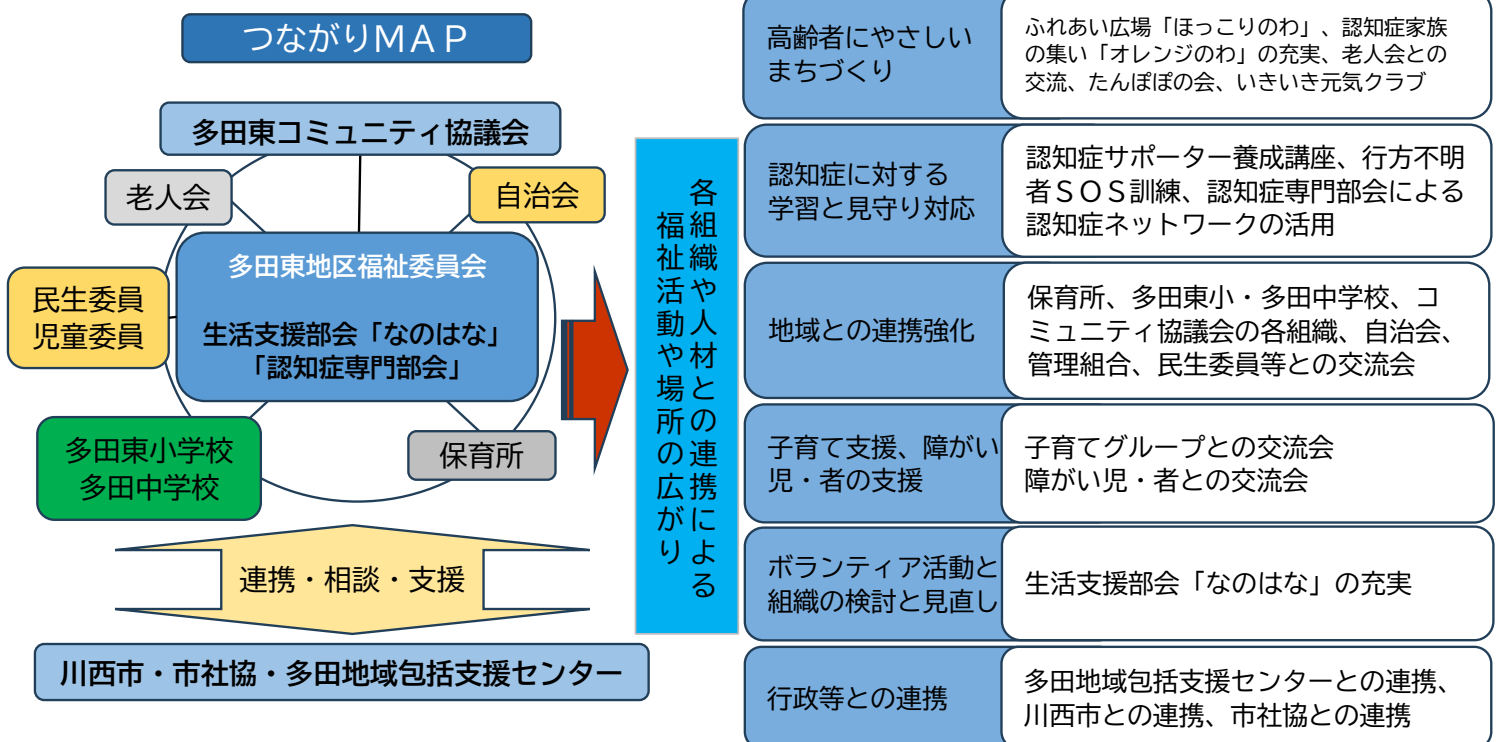 つながりMAP
多田東コミュニティ協議会
老人会
自治会
多田東地区福祉委員会
生活支援部会「なのはな」
「認知症専門部会」
民生委員
児童委員
多田東小学校
多田中学校
保育所
連携・相談・支援
川西市・市社協・多田地域包括支援センター
各組織や人材との連携による
福祉活動や場所の広がり
高齢者にやさしい
まちづくり
ふれあい広場「ほっこりのわ」、認知症家族
の集い「オレンジのわ」の充実、老人会との
交流、たんぽぽの会、いきいき元気クラブ
認知症に対する
学習と見守り対応
認知症サポーター養成講座、行方不明
者SOS訓練、認知症専門部会による
認知症ネットワークの活用
地域との連携強化
保育所、多田東小・多田中学校、コ
ミュニティ協議会の各組織、自治会、
管理組合、民生委員等との交流会
子育て支援、障がい
児・者の支援
子育てグループとの交流会
障がい児・者との交流会
ボランティア活動と
組織の検討と見直し
生活支援部会「なのはな」の充実
行政等との連携
多田地域包括支援センターとの連携、
川西市との連携、市社協との連携